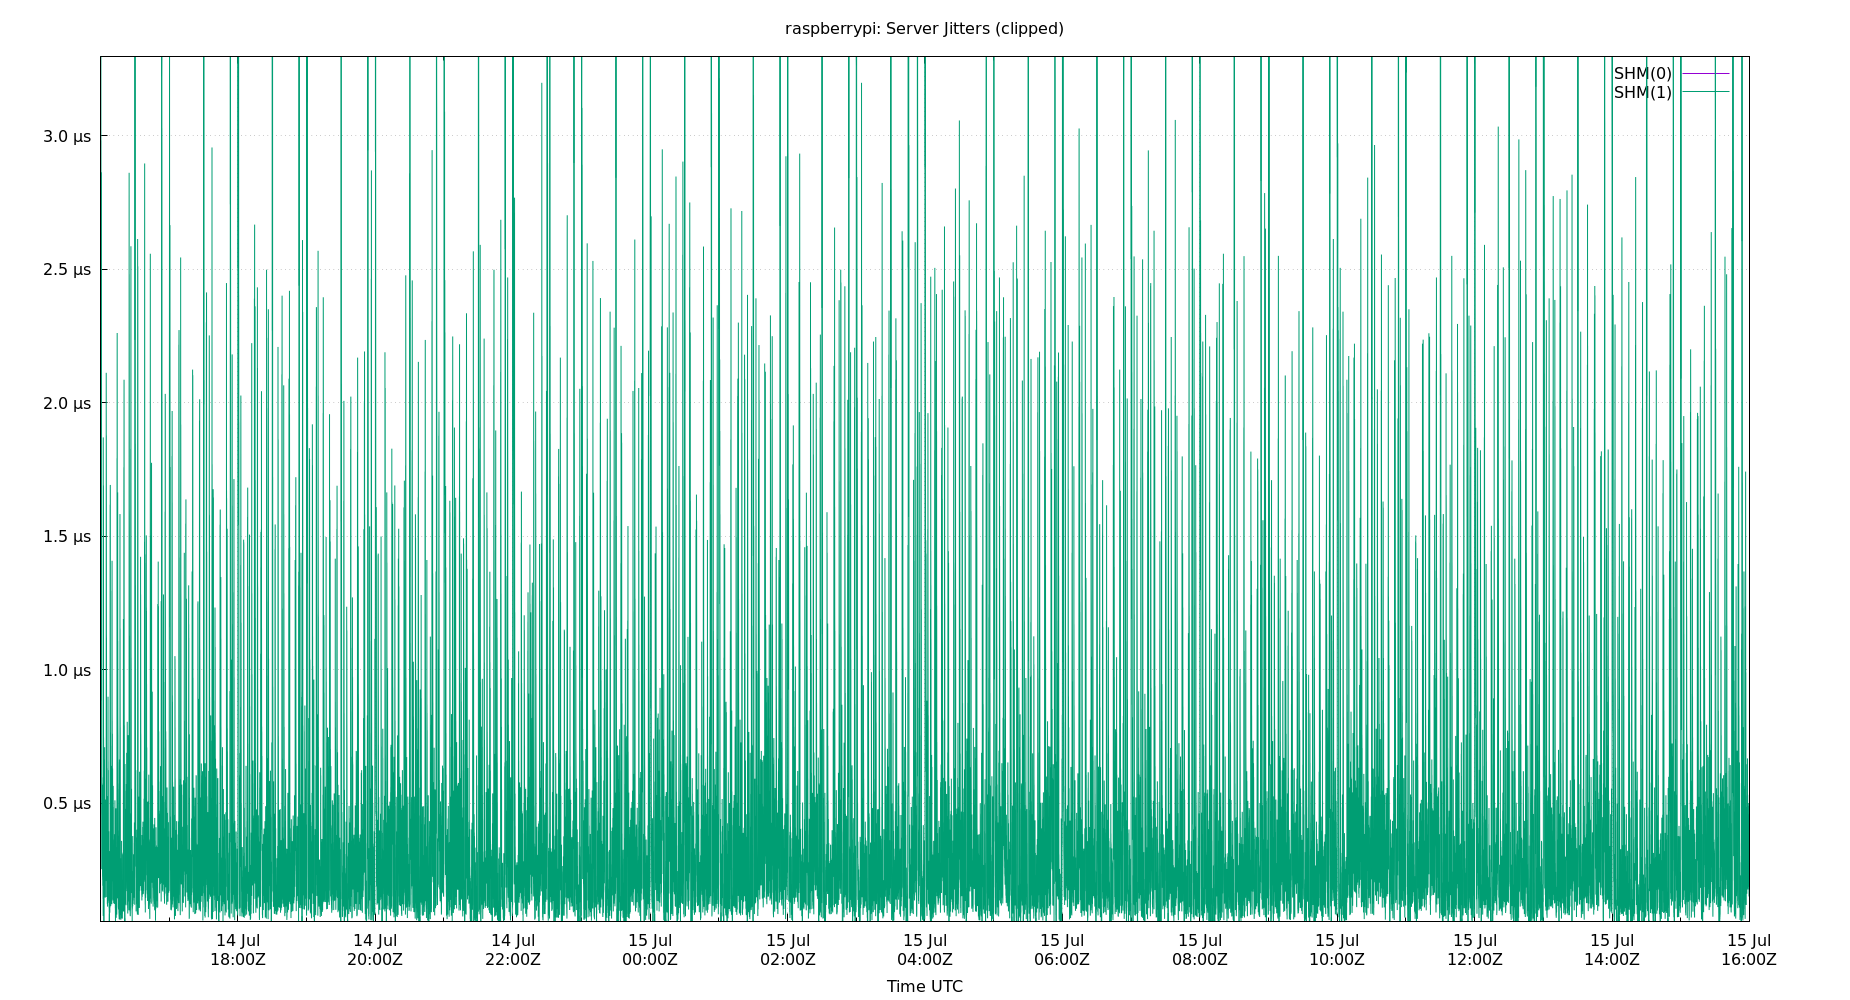 raspberrypi: Server Jitters (clipped)
SHM(0)
SHM(1)
3.0 µs
2.5 µs
2.0 µs
1.5 µs
1.0 µs
0.5 µs
14 Jul 14 Jul 14 Jul 15 Jul 15 Jul 15 Jul 15 Jul 15 Jul 15 Jul 15 Jul 15 Jul 15 Jul
18:00Z 20:00Z 22:00Z 00:00Z 02:00Z 04:00Z 06:00Z 08:00Z 10:00Z 12:00Z 14:00Z 16:00Z
Time UTC